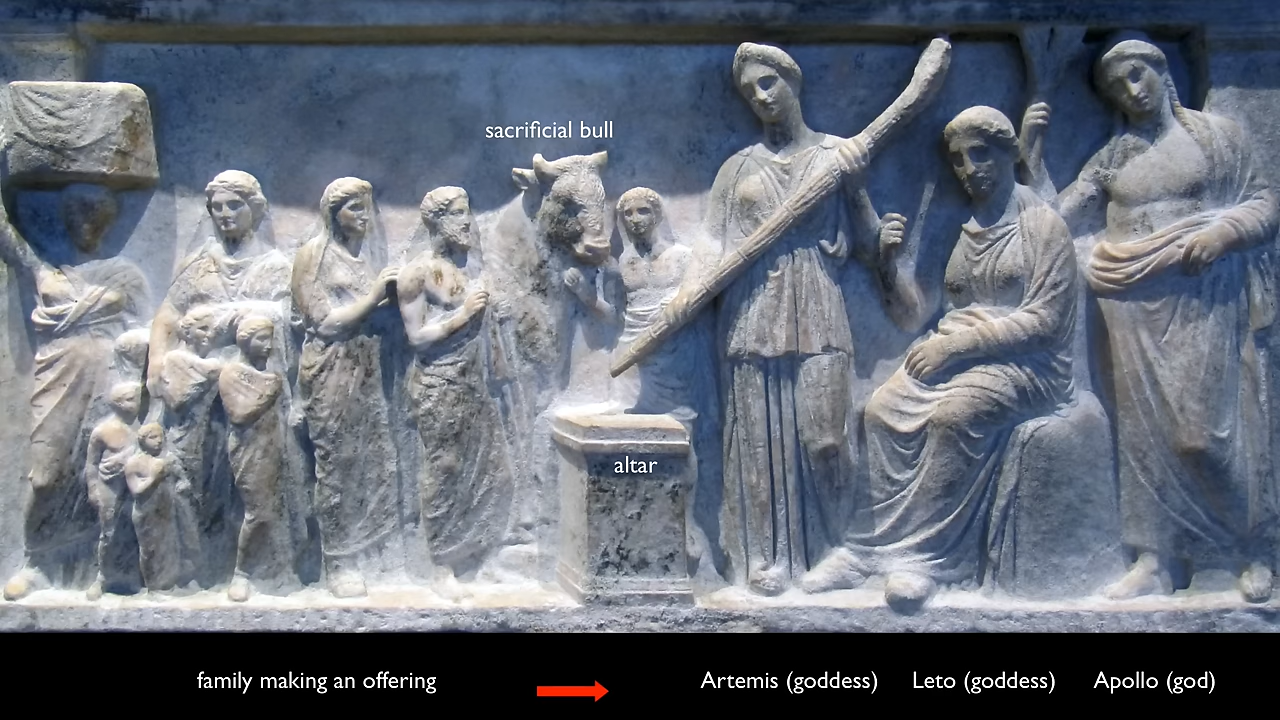 sacrificial bull
altar
family making an offering
Artemis (goddess)
Leto (goddess)
Apollo (god)